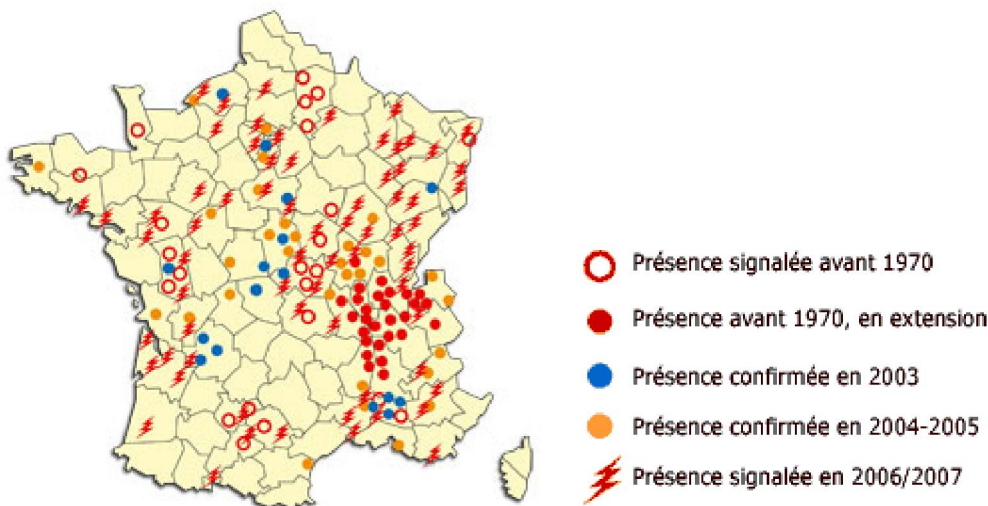 Présence signalée avant 1970
Présence avant 1970, en extension
Présence confirmée en 2003
Présence confirmée en 2004-2005
Présence signalée en 2006/2007